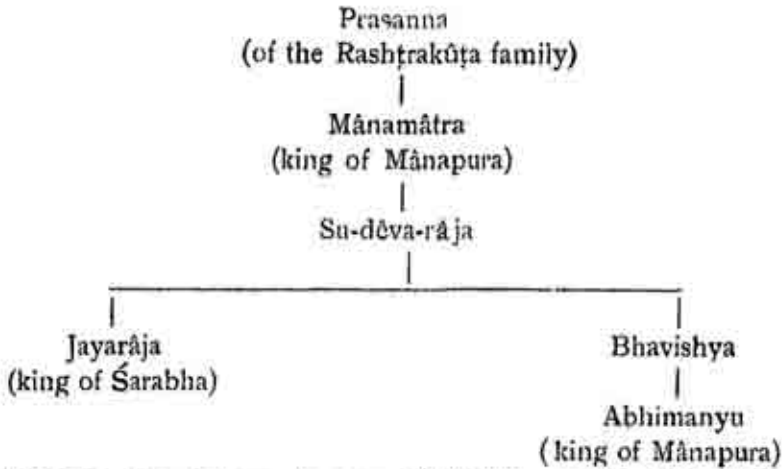 Prasanna
(of the Rashṭrakûṭa family)
Mânamâtra
(king of Mânapura)
Su-dêva-râja
Jayarâja
(king of Śarabha)
Bhavishya
Abhimanyu
(king of Mânapura)